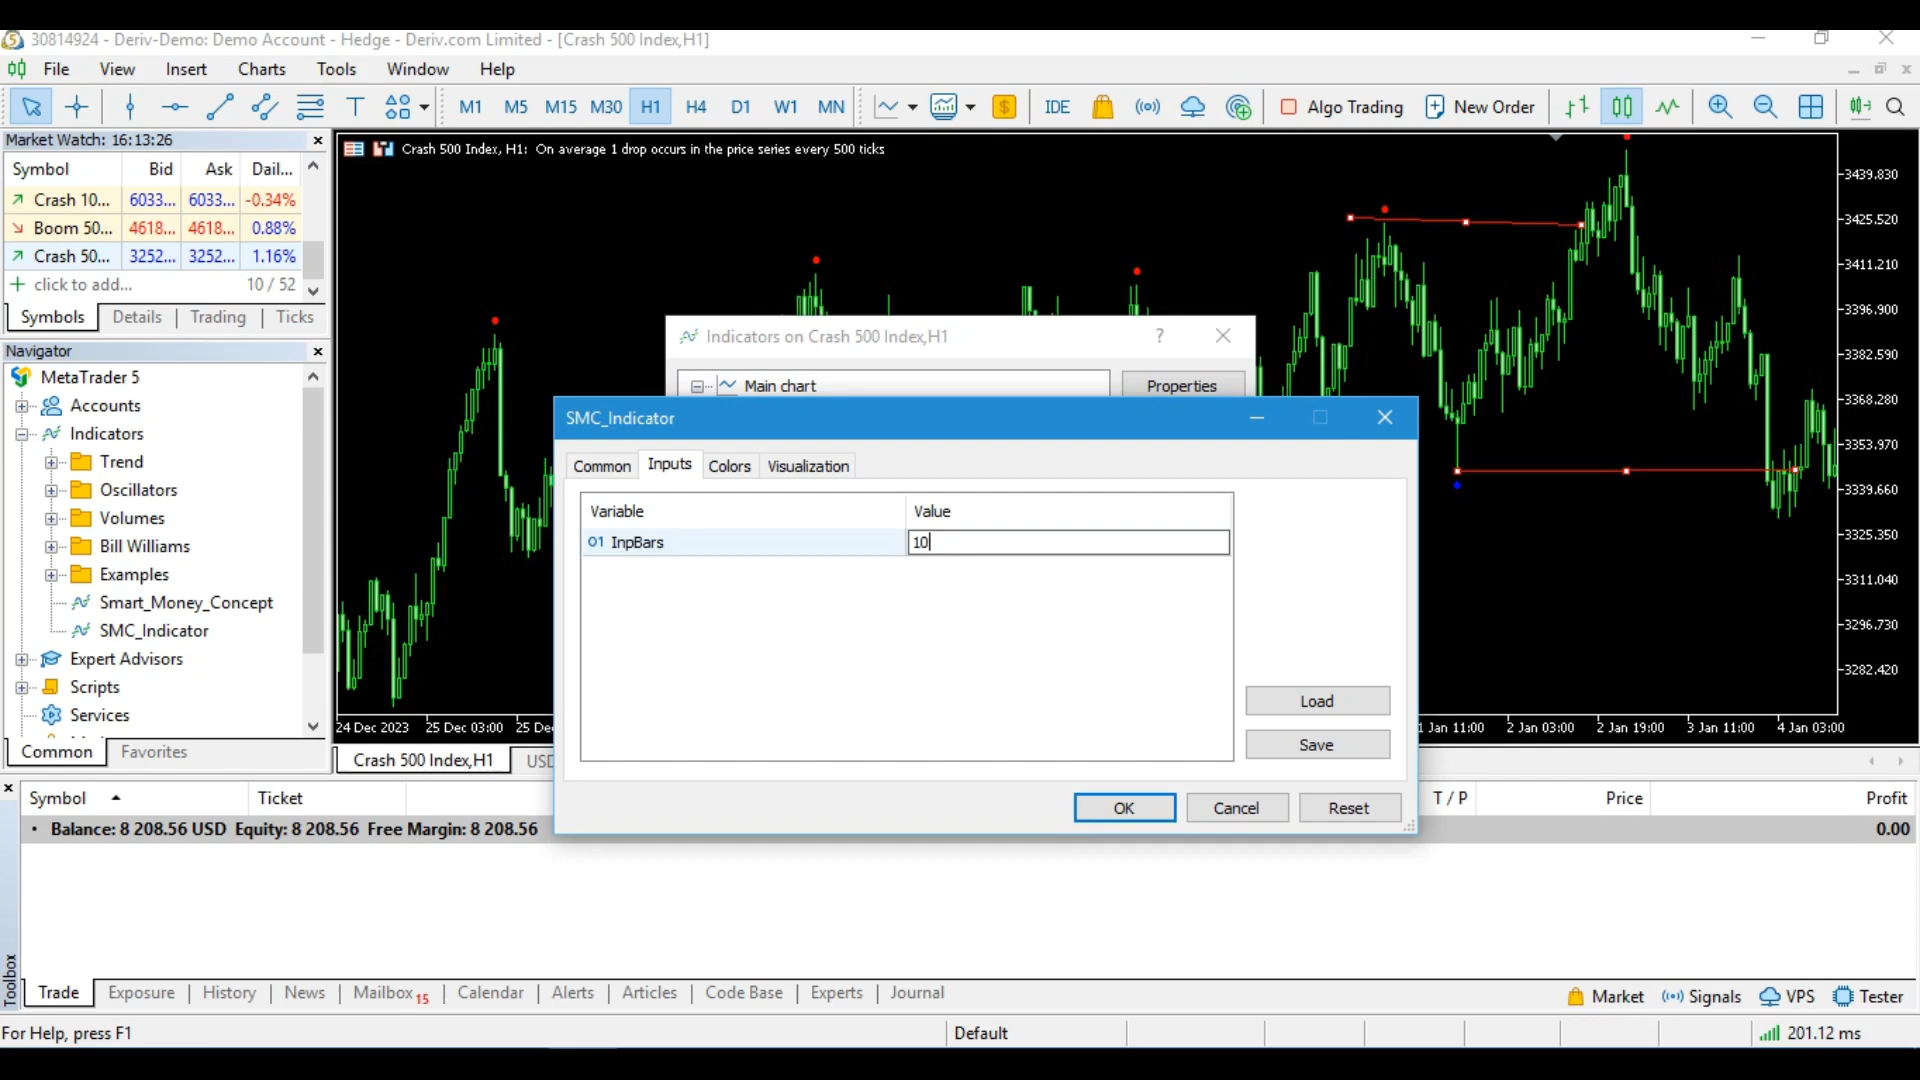 30814924 - Deriv-Demo: Demo Account - Hedge - Deriv.com Limited - [Crash 500 Index,H1]
File View Insert Charts Tools Window Help
M1 M5 M15 M30 H1 H4 D1 W1 MN IDE Algo Trading New Order
Market Watch: 16:13:26
Symbol Bid Ask Dail...
Crash 10... 6033... 6033... -0.34%
Boom 50... 4618... 4618... 0.88%
Crash 50... 3252... 3252... 1.16%
click to add... 10 / 52
Symbols Details Trading Ticks
Navigator
MetaTrader 5
Accounts
Indicators
Trend
Oscillators
Volumes
Bill Williams
Examples
Smart_Money_Concept
SMC_Indicator
Expert Advisors
Scripts
Services
Common Favorites
Crash 500 Index, H1: On average 1 drop occurs in the price series every 500 ticks
3439.830
3425.520
3411.210
3396.900
3382.590
3368.280
3353.970
3339.660
3325.350
3311.040
3296.730
3282.420
24 Dec 2023 25 Dec 03:00 25 De 1 Jan 11:00 2 Jan 03:00 2 Jan 19:00 3 Jan 11:00 4 Jan 03:00
Crash 500 Index,H1 USD
Indicators on Crash 500 Index,H1 ?
Main chart Properties
SMC_Indicator
Common Inputs Colors Visualization
Variable Value
01 InpBars 10
Load
Save
OK Cancel Reset
Symbol Ticket T / P Price Profit
Balance: 8 208.56 USD Equity: 8 208.56 Free Margin: 8 208.56 0.00
Toolbox
Trade Exposure History News Mailbox 15 Calendar Alerts Articles Code Base Experts Journal Market Signals VPS Tester
For Help, press F1 Default 201.12 ms